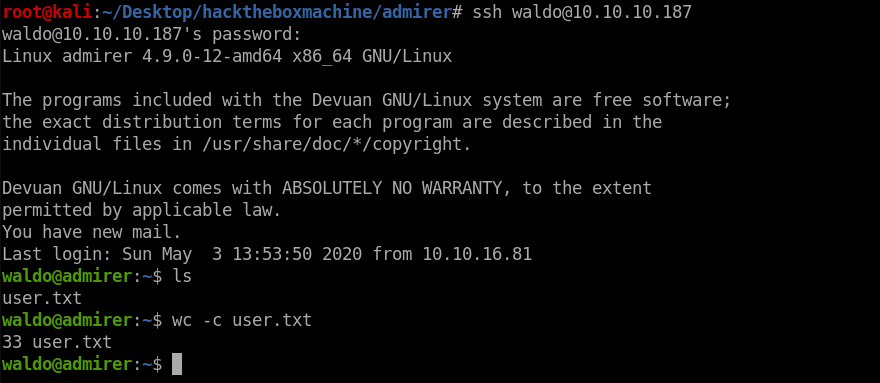 root@kali:~/Desktop/hacktheboxmachine/admirer# ssh waldo@10.10.10.187
waldo@10.10.10.187's password:
Linux admirer 4.9.0-12-amd64 x86_64 GNU/Linux

The programs included with the Devuan GNU/Linux system are free software;
the exact distribution terms for each program are described in the
individual files in /usr/share/doc/*/copyright.

Devuan GNU/Linux comes with ABSOLUTELY NO WARRANTY, to the extent
permitted by applicable law.
You have new mail.
Last login: Sun May  3 13:53:50 2020 from 10.10.16.81
waldo@admirer:~$ ls
user.txt
waldo@admirer:~$ wc -c user.txt
33 user.txt
waldo@admirer:~$